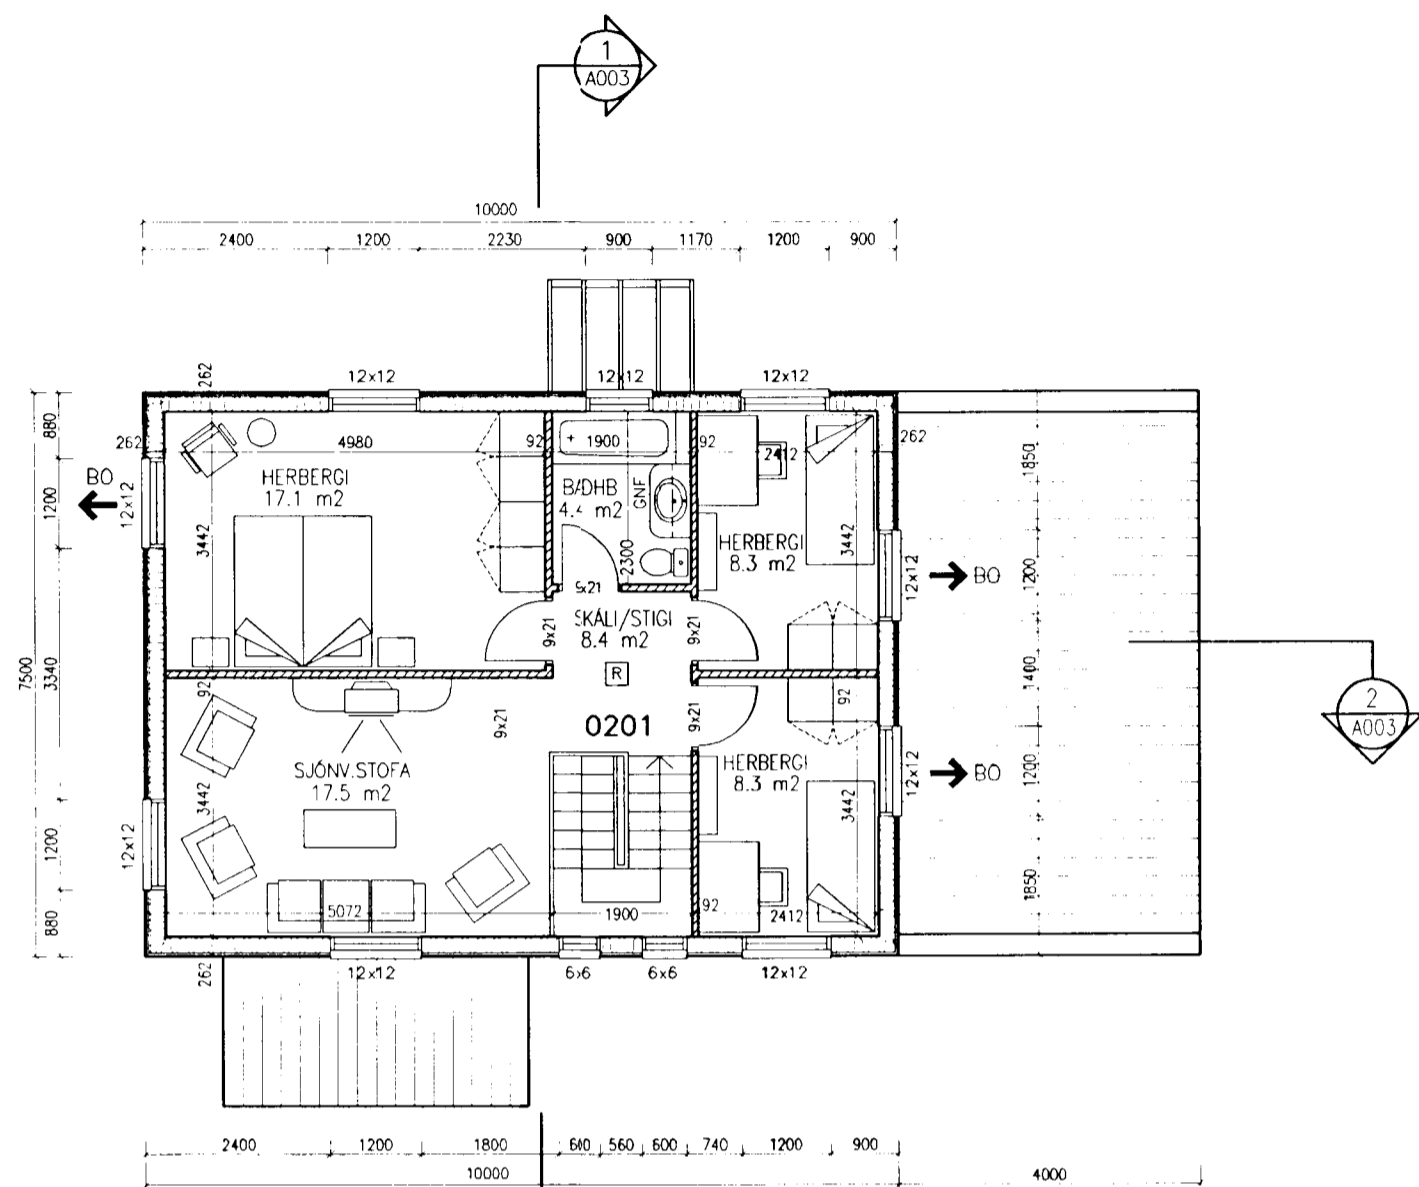 1
A003
10000
2400 1200 2230 900 1170 1200 900
262 12x12 12x12 12x12
880 262 4980 92 1900 92 2412 262 1850
BO HERBERGI BAÐHB GNF
17.1 m2 4.4 m2
1200 12x12 3442 2300 HERBERGI 3442
8.3 m2 12x12 BO 1200
9x21
SKÁLI/STIGI
8.4 m2
9x21 9x21
7500 3340 R 1400
92 92 2
A003
9x21 0201 9x21
SJÓNV.STOFA HERBERGI
17.5 m2 8.3 m2
12x12 BO 1200
3442 3442
1200 12x12
1850
880 5072 1900 92 2412
262 12x12 6x6 6x6 12x12
2400 1200 1800 600 560 600 740 1200 900
10000 4000